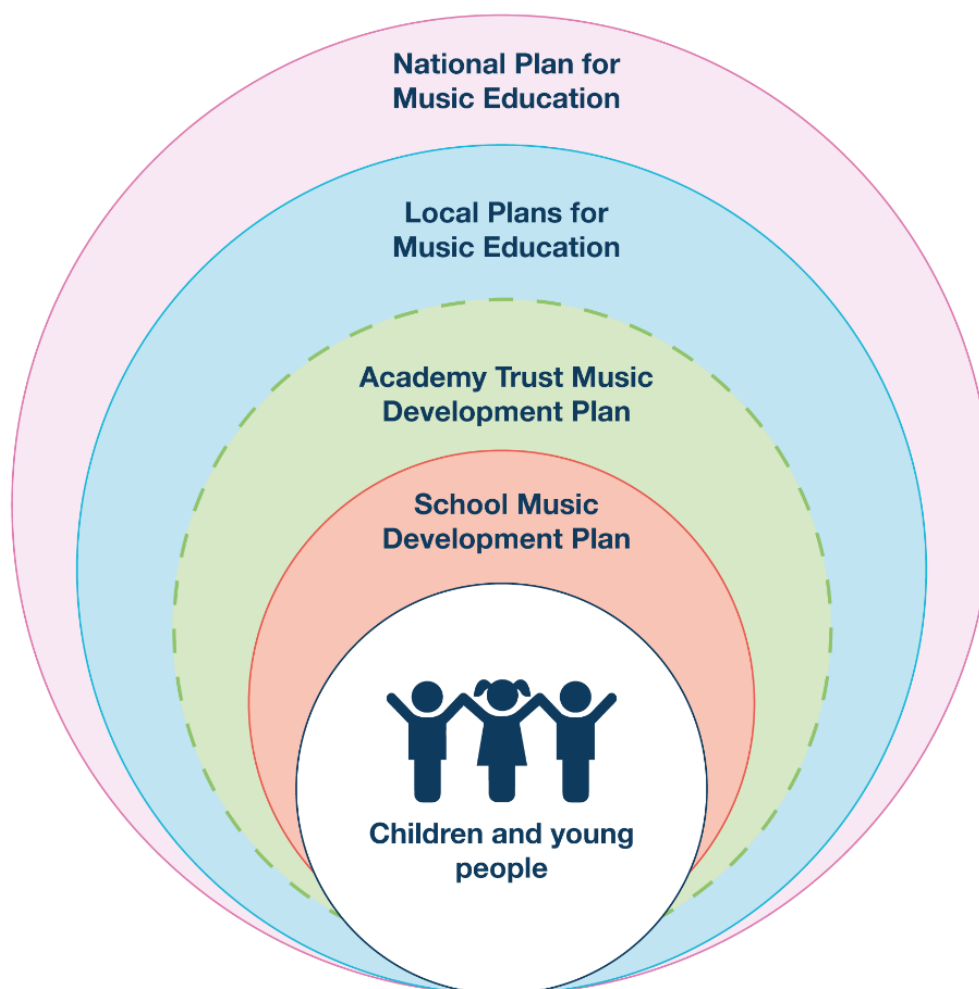 National Plan for
Music Education
Local Plans for
Music Education
Academy Trust Music
Development Plan
School Music
Development Plan
Children and young
people